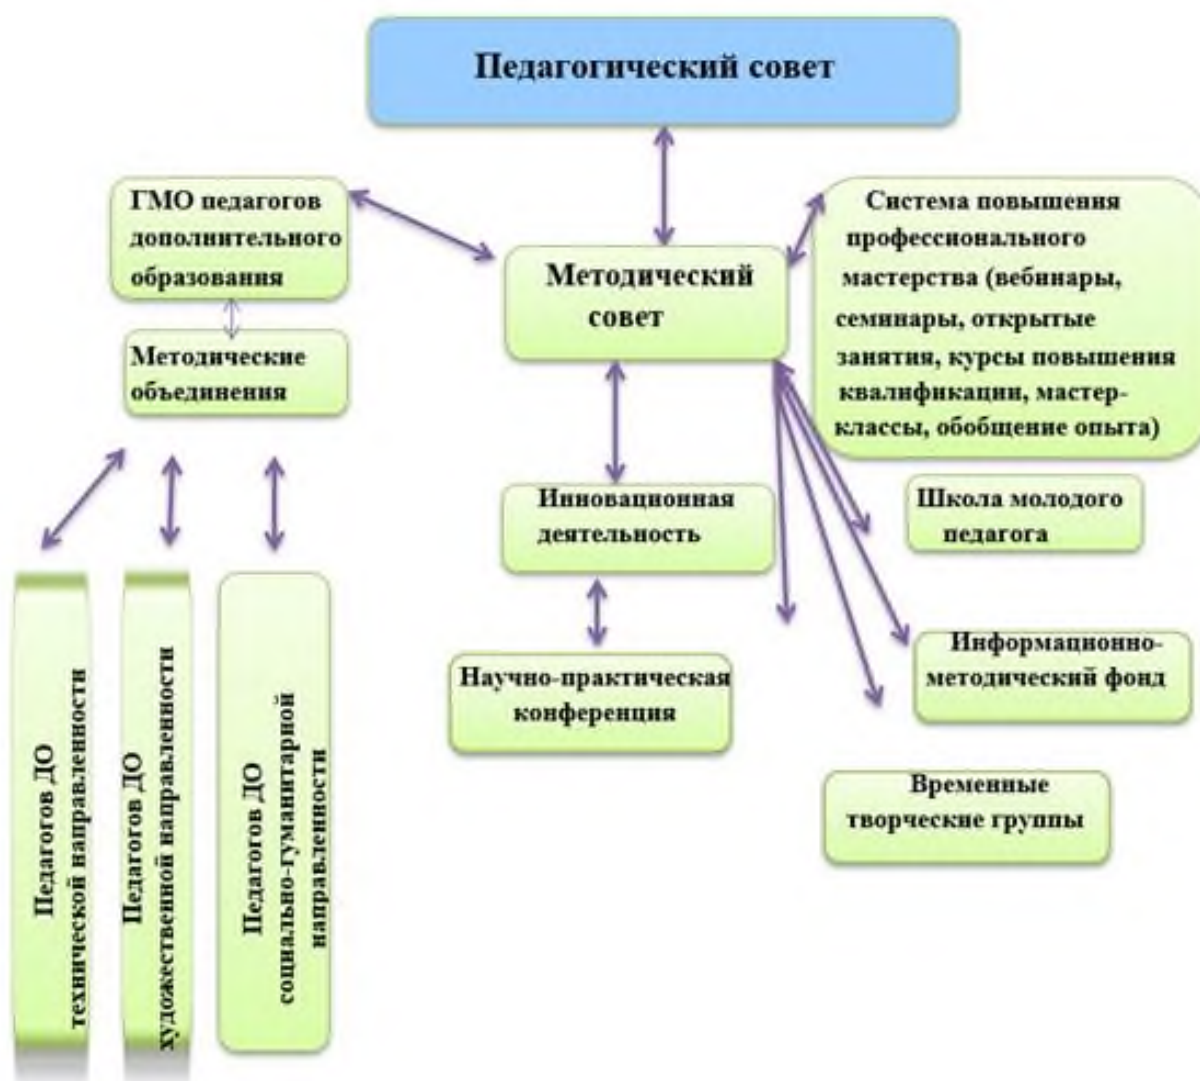 Педагогический совет
ГМО педагогов
дополнительного
образования
Методические
объединения
Методический
совет
Система повышения
профессионального
мастерства (вебинары,
семинары, открытые
занятия, курсы повышения
квалификации, мастер-
классы, обобщение опыта)
Инновационная
деятельность
Школа молодого
педагога
Научно-практическая
конференция
Информационно-
методический фонд
Временные
творческие группы
Педагогов ДО
технической направленности
Педагогов ДО
художественной направленности
Педагогов ДО
социально-гуманитарной
направленности